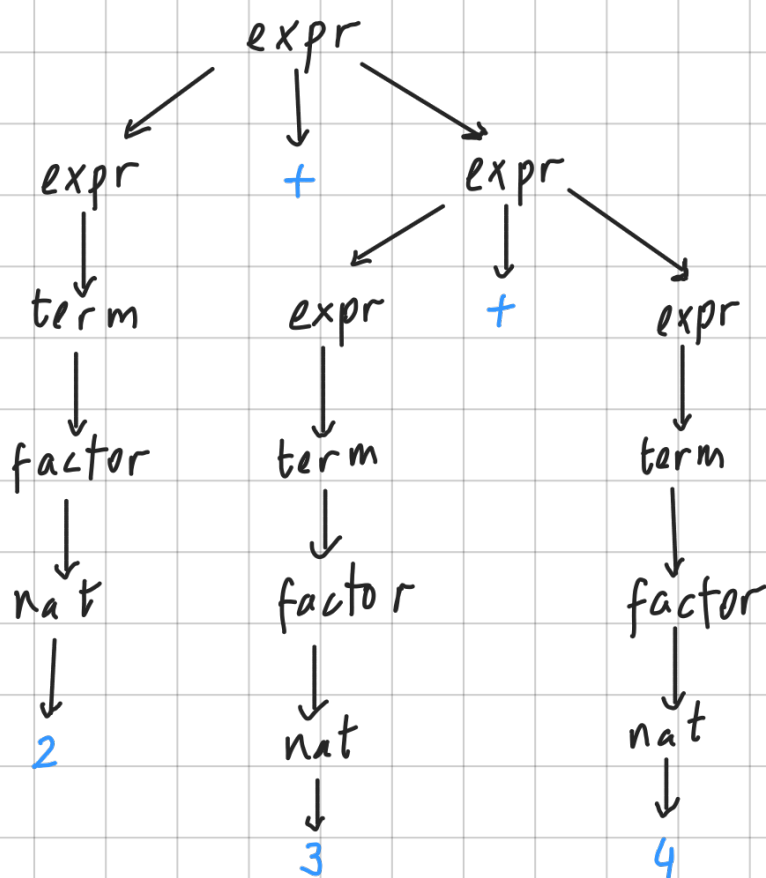 expr
expr + expr
term expr + expr
factor term term
nat factor factor
2 nat nat
3 4